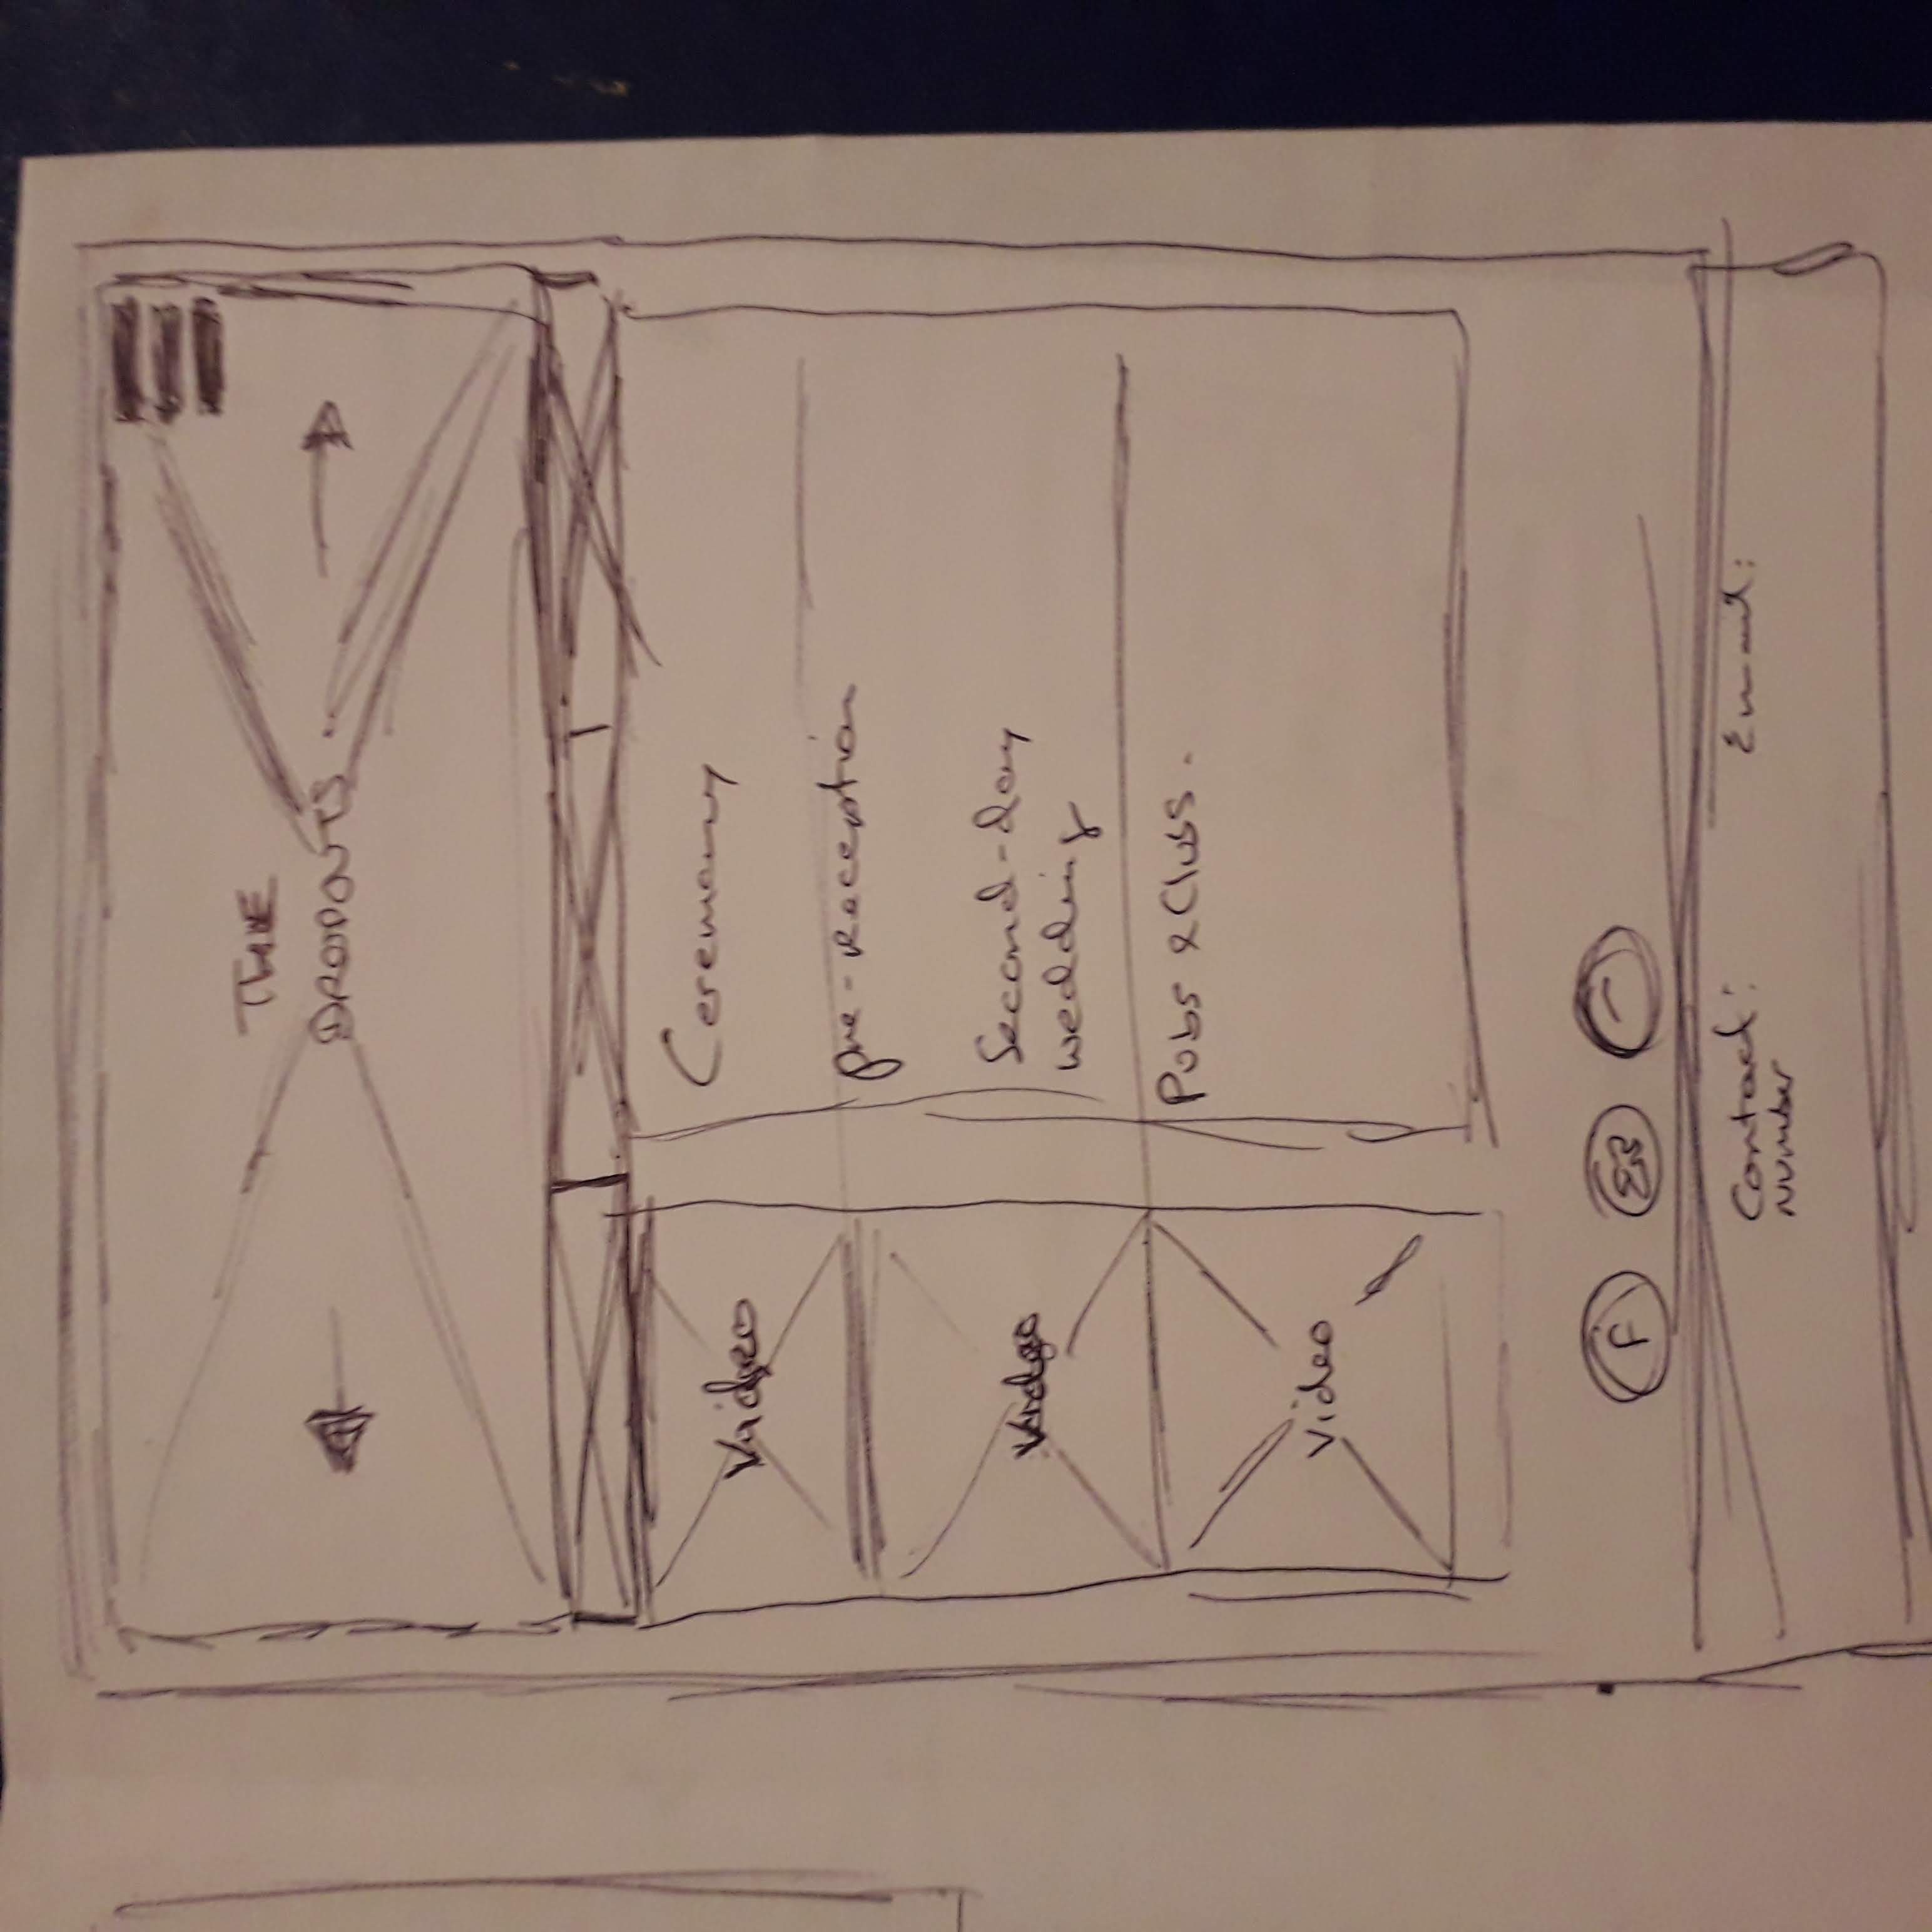 THE
DROPOUTS
Video
Ceremony
pre-Reception
Video
Second-day
wedding
Pubs & Clubs.
Video
F
Contact:
Number
Email: